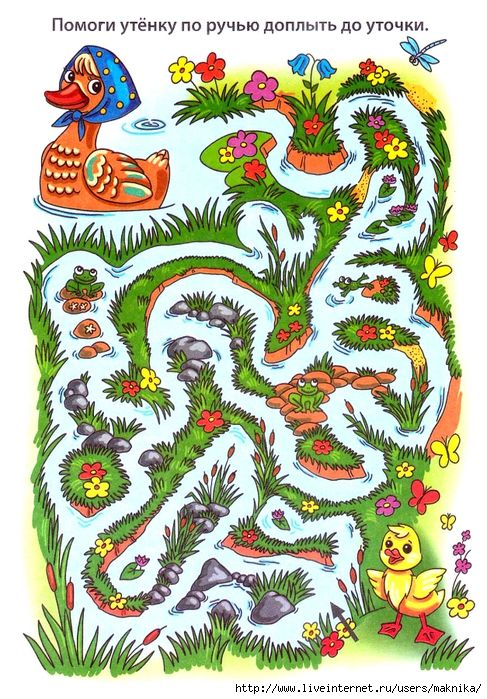 Помоги утёнку по ручью доплыть до уточки.
http://www.liveinternet.ru/users/maknika/